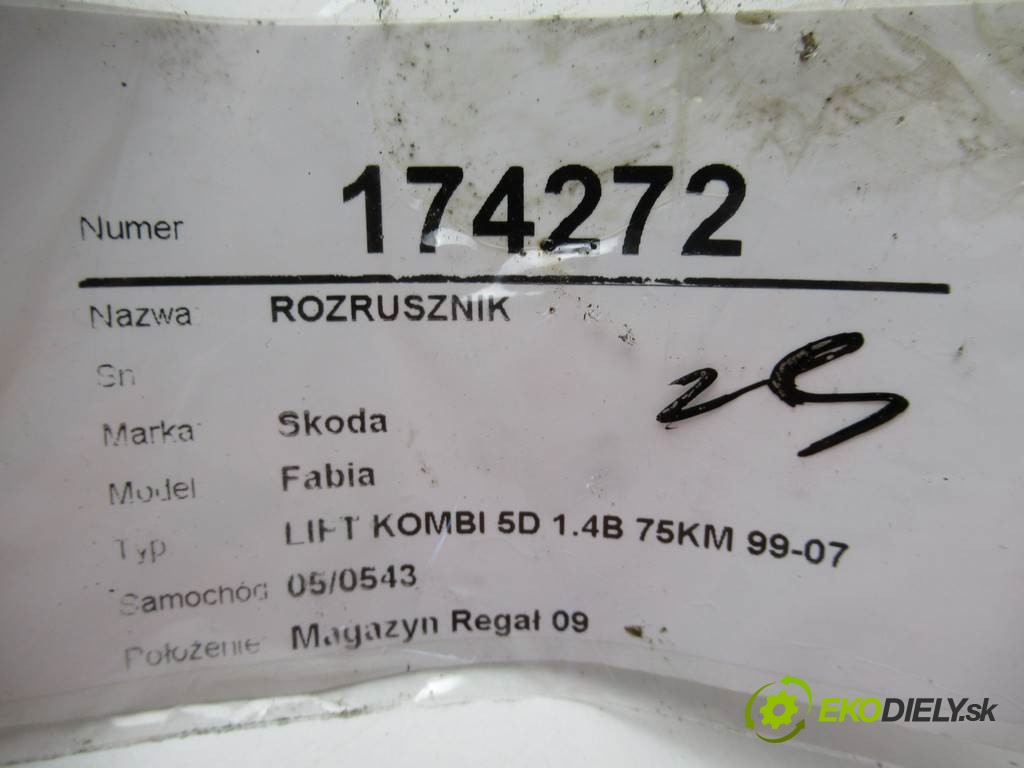 Numer 174272
Nazwa ROZRUSZNIK
Sn
Marka Skoda
Model Fabia
Typ LIFT KOMBI 5D 1.4B 75KM 99-07
Samochód 05/0543
Położenie Magazyn Regał 09
EKODIELY.sk